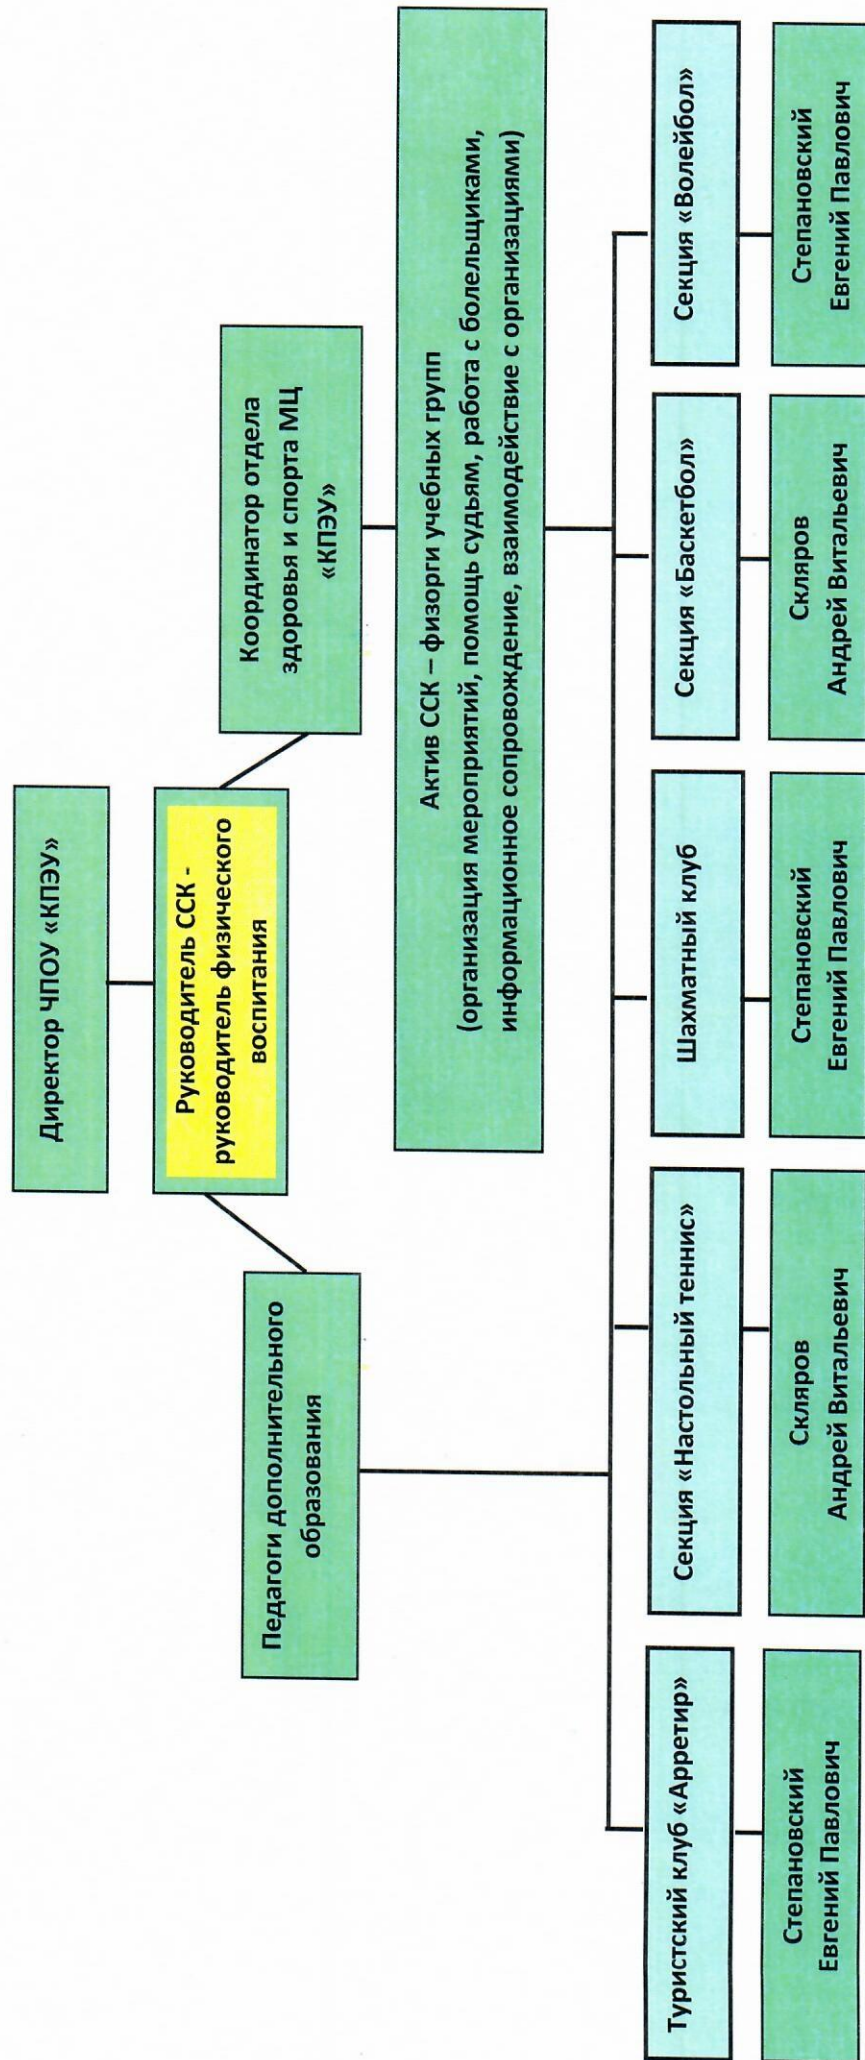 Директор ЧПОУ «КПЭУ»
Руководитель ССК -
руководитель физического
воспитания
Педагоги дополнительного
образования
Координатор отдела
здоровья и спорта МЦ
«КПЭУ»
Актив ССК – физорги учебных групп
(организация мероприятий, помощь судьям, работа с болельщиками,
информационное сопровождение, взаимодействие с организациями)
Туристский клуб «Арретир»
Степановский
Евгений Павлович
Секция «Настольный теннис»
Скляров
Андрей Витальевич
Шахматный клуб
Степановский
Евгений Павлович
Секция «Баскетбол»
Скляров
Андрей Витальевич
Секция «Волейбол»
Степановский
Евгений Павлович